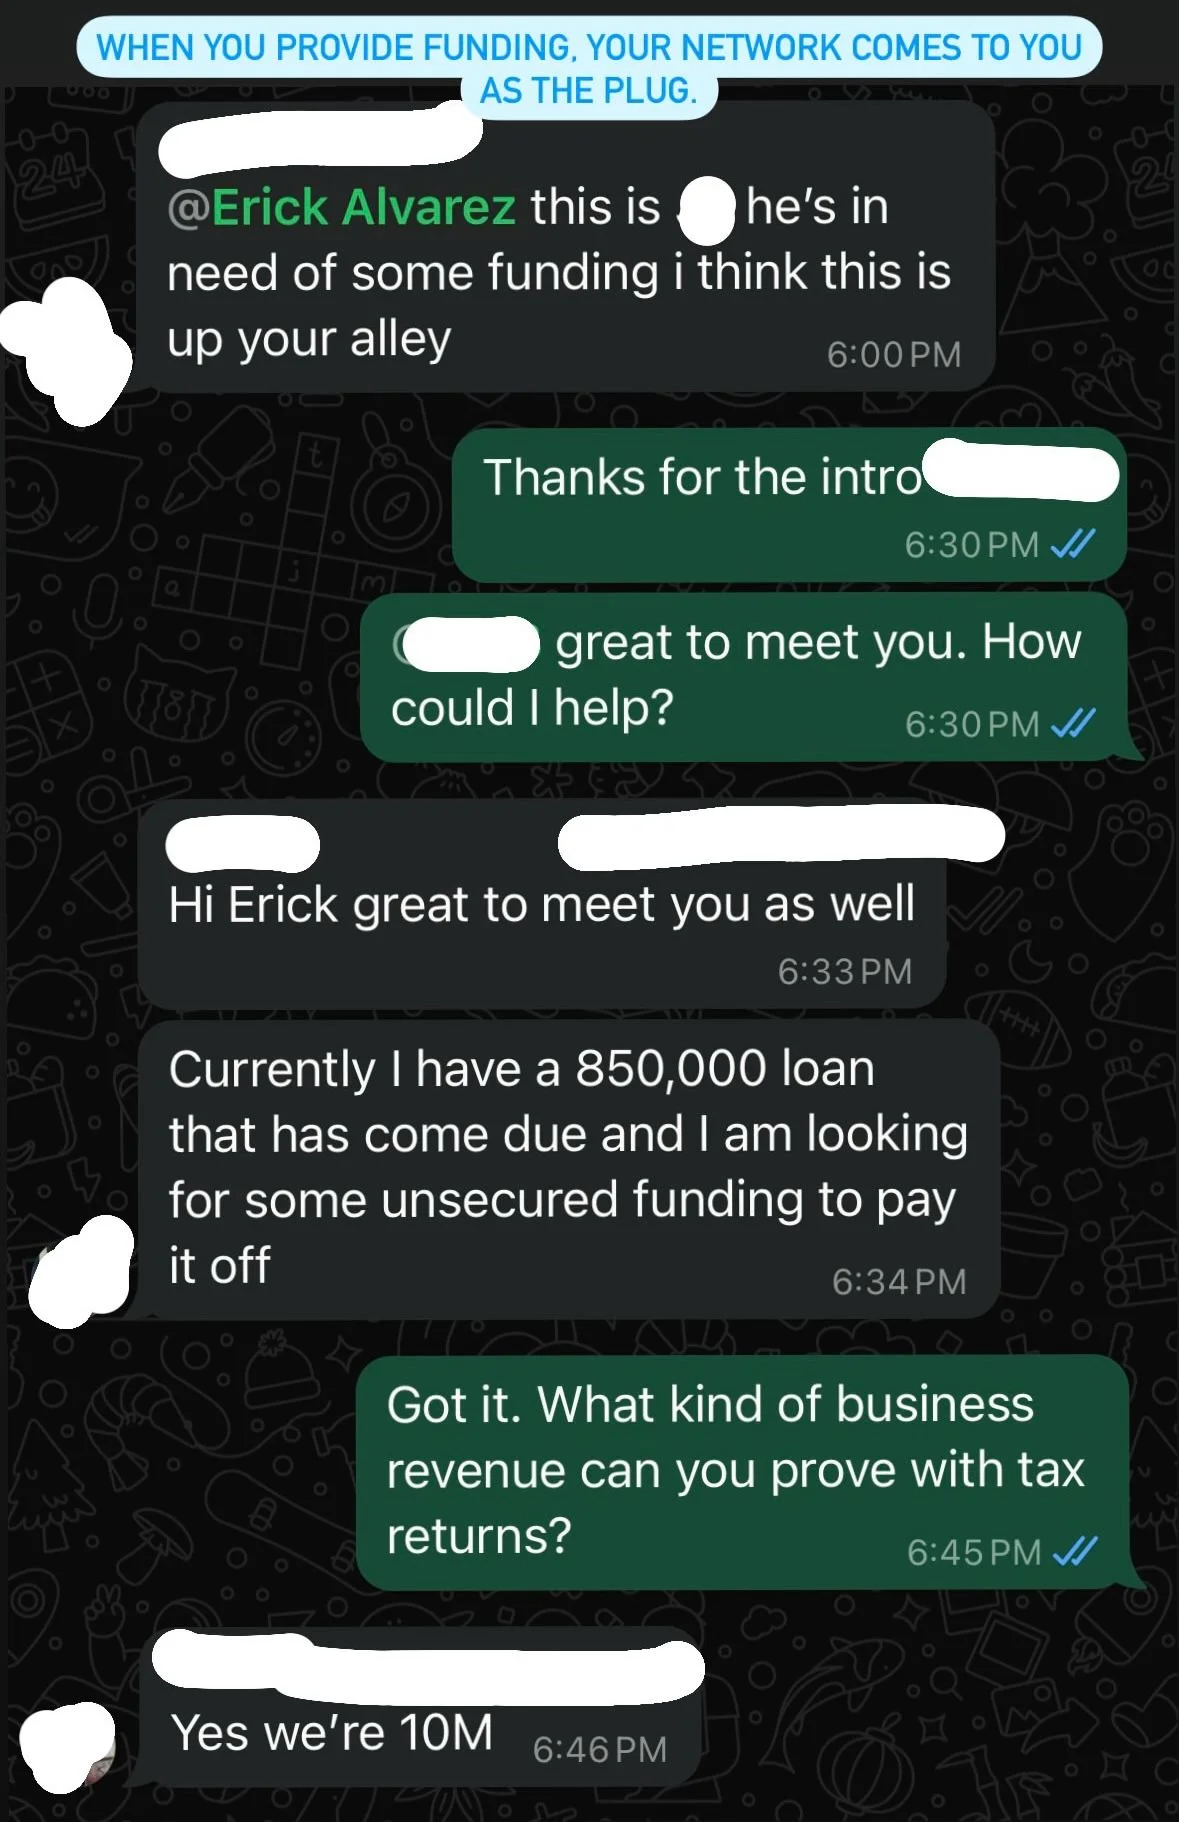 WHEN YOU PROVIDE FUNDING, YOUR NETWORK COMES TO YOU
AS THE PLUG.
@Erick Alvarez this is he's in
need of some funding i think this is
up your alley
6:00 PM
Thanks for the intro
6:30 PM
great to meet you. How
could I help?
6:30 PM
Hi Erick great to meet you as well
6:33 PM
Currently I have a 850,000 loan
that has come due and I am looking
for some unsecured funding to pay
it off
6:34 PM
Got it. What kind of business
revenue can you prove with tax
returns?
6:45 PM
Yes we're 10M
6:46 PM